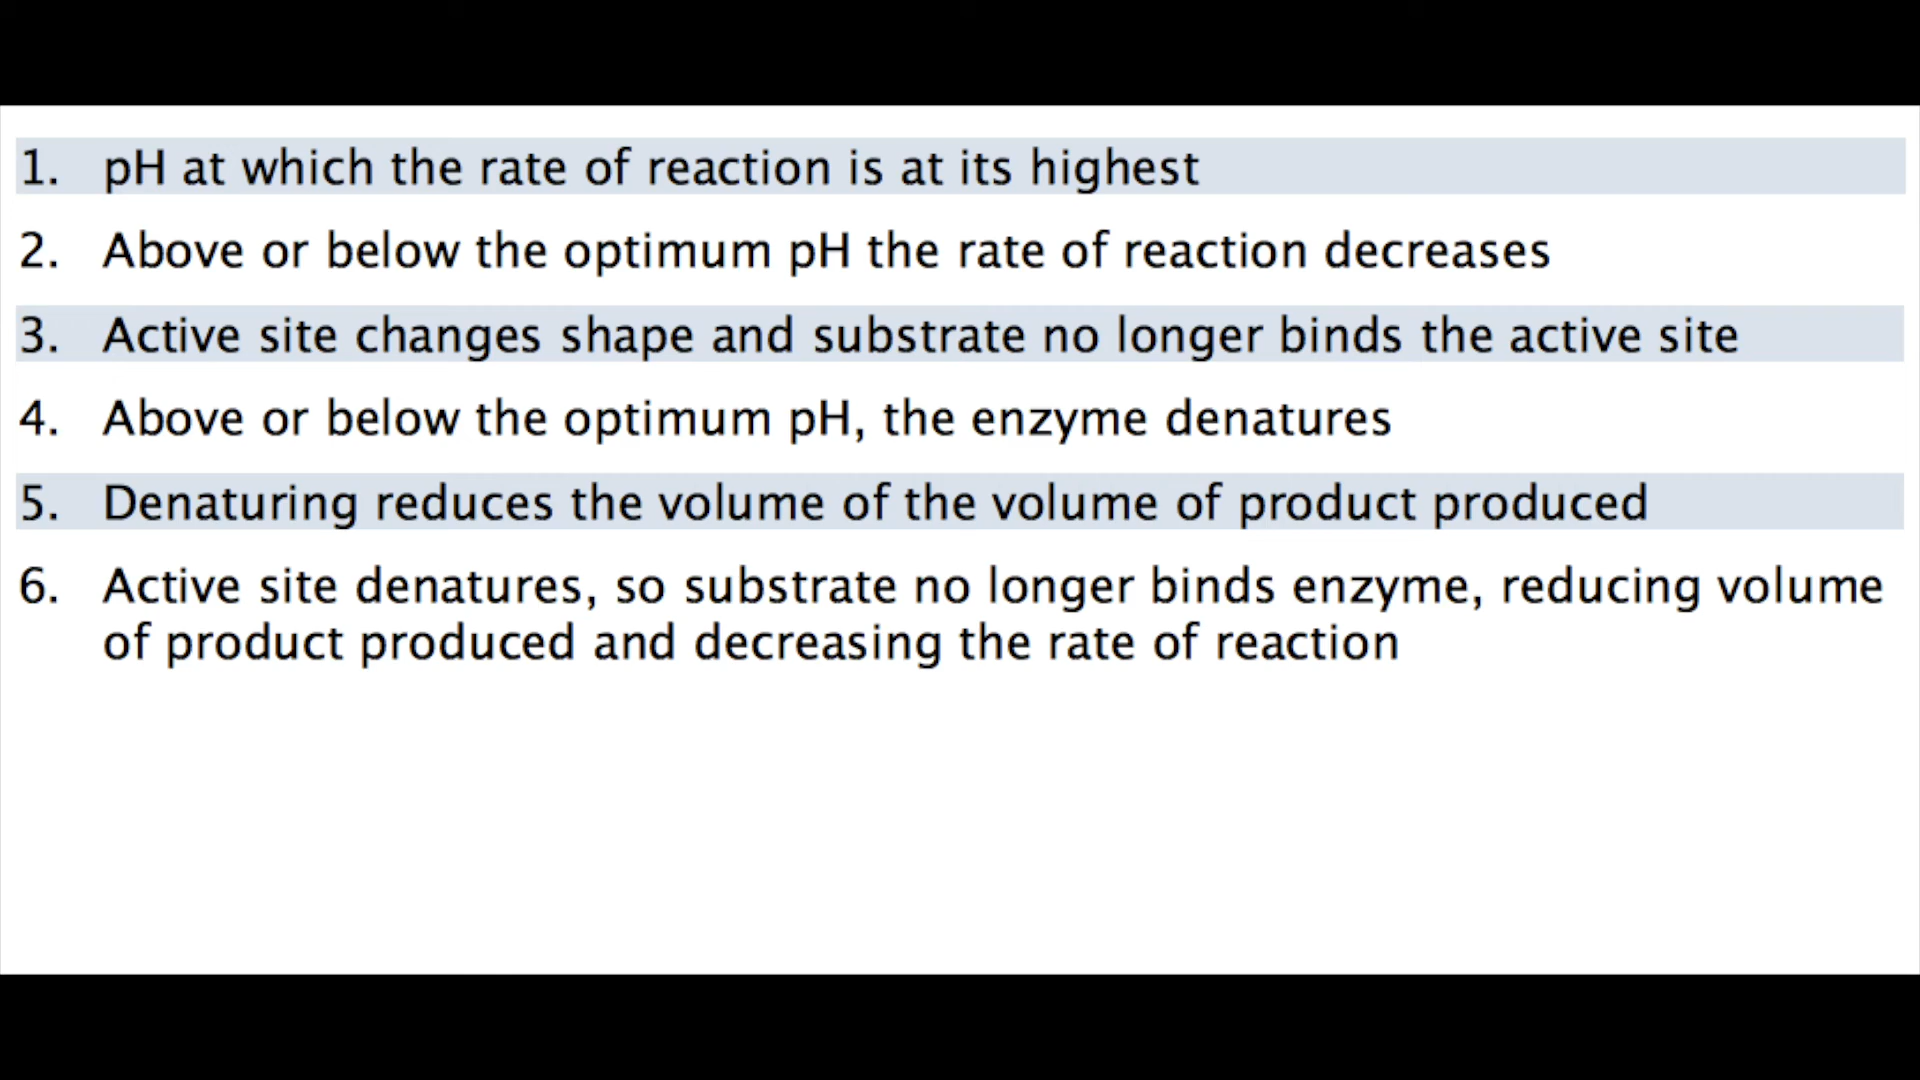 1. pH at which the rate of reaction is at its highest
2. Above or below the optimum pH the rate of reaction decreases
3. Active site changes shape and substrate no longer binds the active site
4. Above or below the optimum pH, the enzyme denatures
5. Denaturing reduces the volume of the volume of product produced
6. Active site denatures, so substrate no longer binds enzyme, reducing volume
of product produced and decreasing the rate of reaction